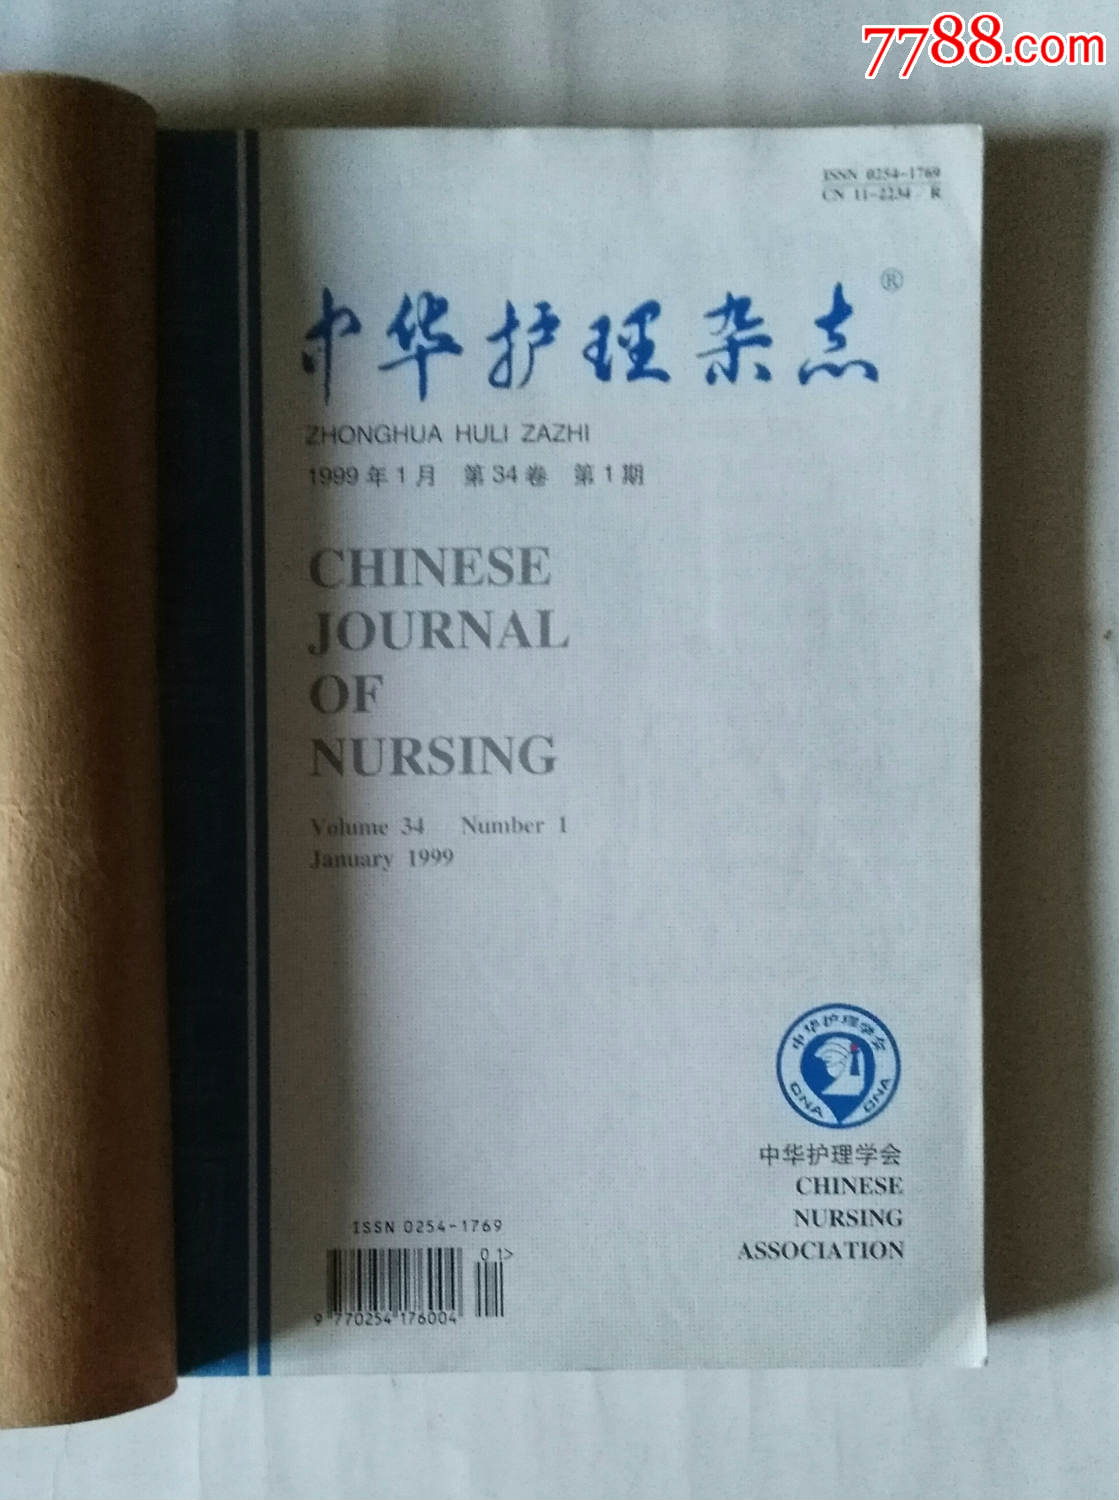 7788.com
ISSN 0254-1769
CN 11-2234 R
中华护理杂志®
ZHONGHUA HULI ZAZHI
1999年1月 第34卷 第1期
CHINESE
JOURNAL
OF
NURSING
Volume 34 Number 1
January 1999
中华护理学会
CNA CNA
中华护理学会
CHINESE
NURSING
ASSOCIATION
ISSN 0254-1769
01>
9 770254 176004